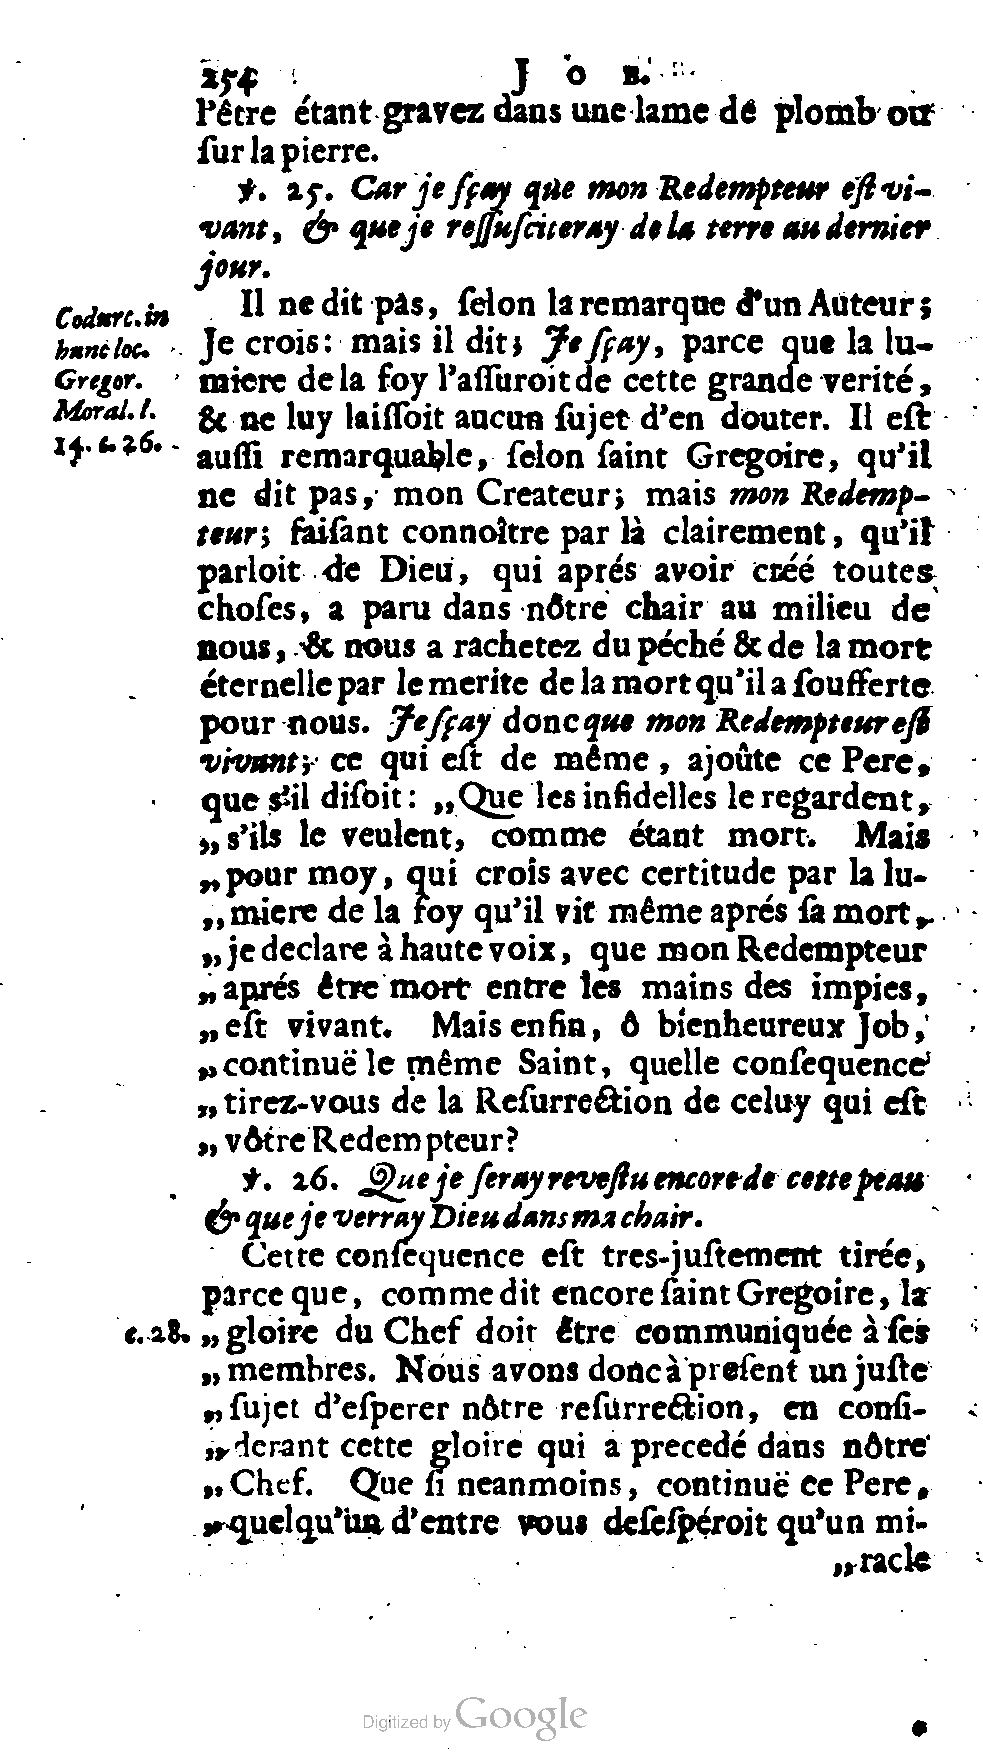 254 J O B.
l'être étant gravez dans une lame de plomb ou
ſur la pierre.
℣. 25. Car je ſçay que mon Redempteur eſt vi-
vant, & que je reſſuſciteray de la terre au dernier
jour.
Il ne dit pas, ſelon la remarque d'un Auteur;
Codurc. in
hunc loc.
Gregor.
Moral. l.
14. c. 26.
Je crois: mais il dit; Je ſçay, parce que la lu-
miere de la foy l'aſſuroit de cette grande verité,
& ne luy laiſſoit aucun ſujet d'en douter. Il eſt
auſſi remarquable, ſelon ſaint Gregoire, qu'il
ne dit pas, mon Createur; mais mon Redemp-
teur; faiſant connoître par là clairement, qu'il
parloit de Dieu, qui aprés avoir créé toutes
choſes, a paru dans nôtre chair au milieu de
nous, & nous a rachetez du péché & de la mort
éternelle par le merite de la mort qu'il a ſoufferte
pour nous. Je ſçay donc que mon Redempteur eſt
vivant; ce qui eſt de même, ajoûte ce Pere,
que s'il diſoit: „Que les infidelles le regardent,
„s'ils le veulent, comme étant mort. Mais
„pour moy, qui crois avec certitude par la lu-
„miere de la foy qu'il vit même aprés ſa mort,
„je declare à haute voix, que mon Redempteur
„aprés être mort entre les mains des impies,
„eſt vivant. Mais enfin, ô bienheureux Job,
„continuë le même Saint, quelle conſequence
„tirez-vous de la Reſurrection de celuy qui eſt
„vôtre Redempteur?
℣. 26. Que je ſeray reveſtu encore de cette peau
& que je verray Dieu dans ma chair.
Cette conſequence eſt tres-juſtement tirée,
parce que, comme dit encore ſaint Gregoire, la
c. 28. „gloire du Chef doit être communiquée à ſes
„membres. Nous avons donc à preſent un juſte
„ſujet d'eſperer nôtre reſurrection, en conſi-
„derant cette gloire qui a precedé dans nôtre
„Chef. Que ſi neanmoins, continuë ce Pere,
„quelqu'un d'entre vous deſeſpéroit qu'un mi-
„racle
Digitized by Google